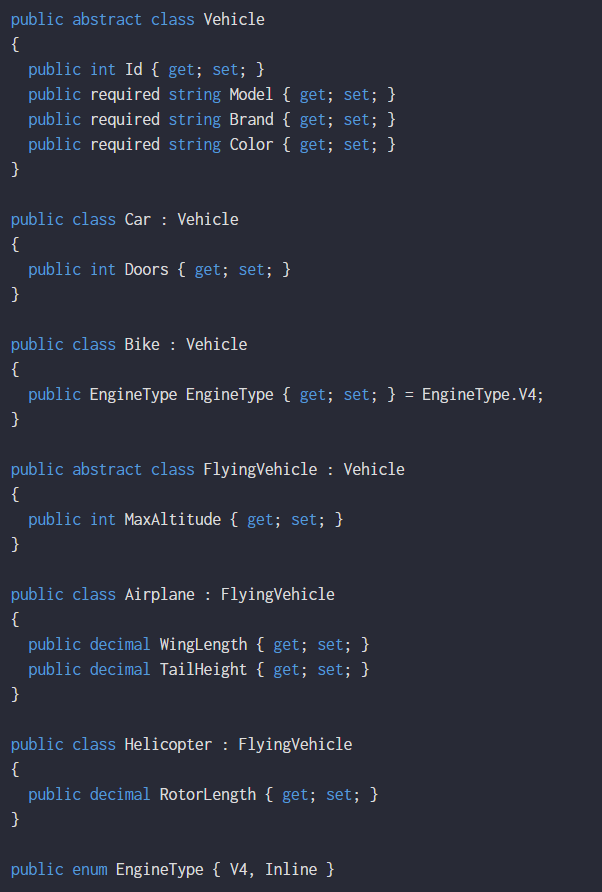 public abstract class Vehicle
{
  public int Id { get; set; }
  public required string Model { get; set; }
  public required string Brand { get; set; }
  public required string Color { get; set; }
}

public class Car : Vehicle
{
  public int Doors { get; set; }
}

public class Bike : Vehicle
{
  public EngineType EngineType { get; set; } = EngineType.V4;
}

public abstract class FlyingVehicle : Vehicle
{
  public int MaxAltitude { get; set; }
}

public class Airplane : FlyingVehicle
{
  public decimal WingLength { get; set; }
  public decimal TailHeight { get; set; }
}

public class Helicopter : FlyingVehicle
{
  public decimal RotorLength { get; set; }
}

public enum EngineType { V4, Inline }